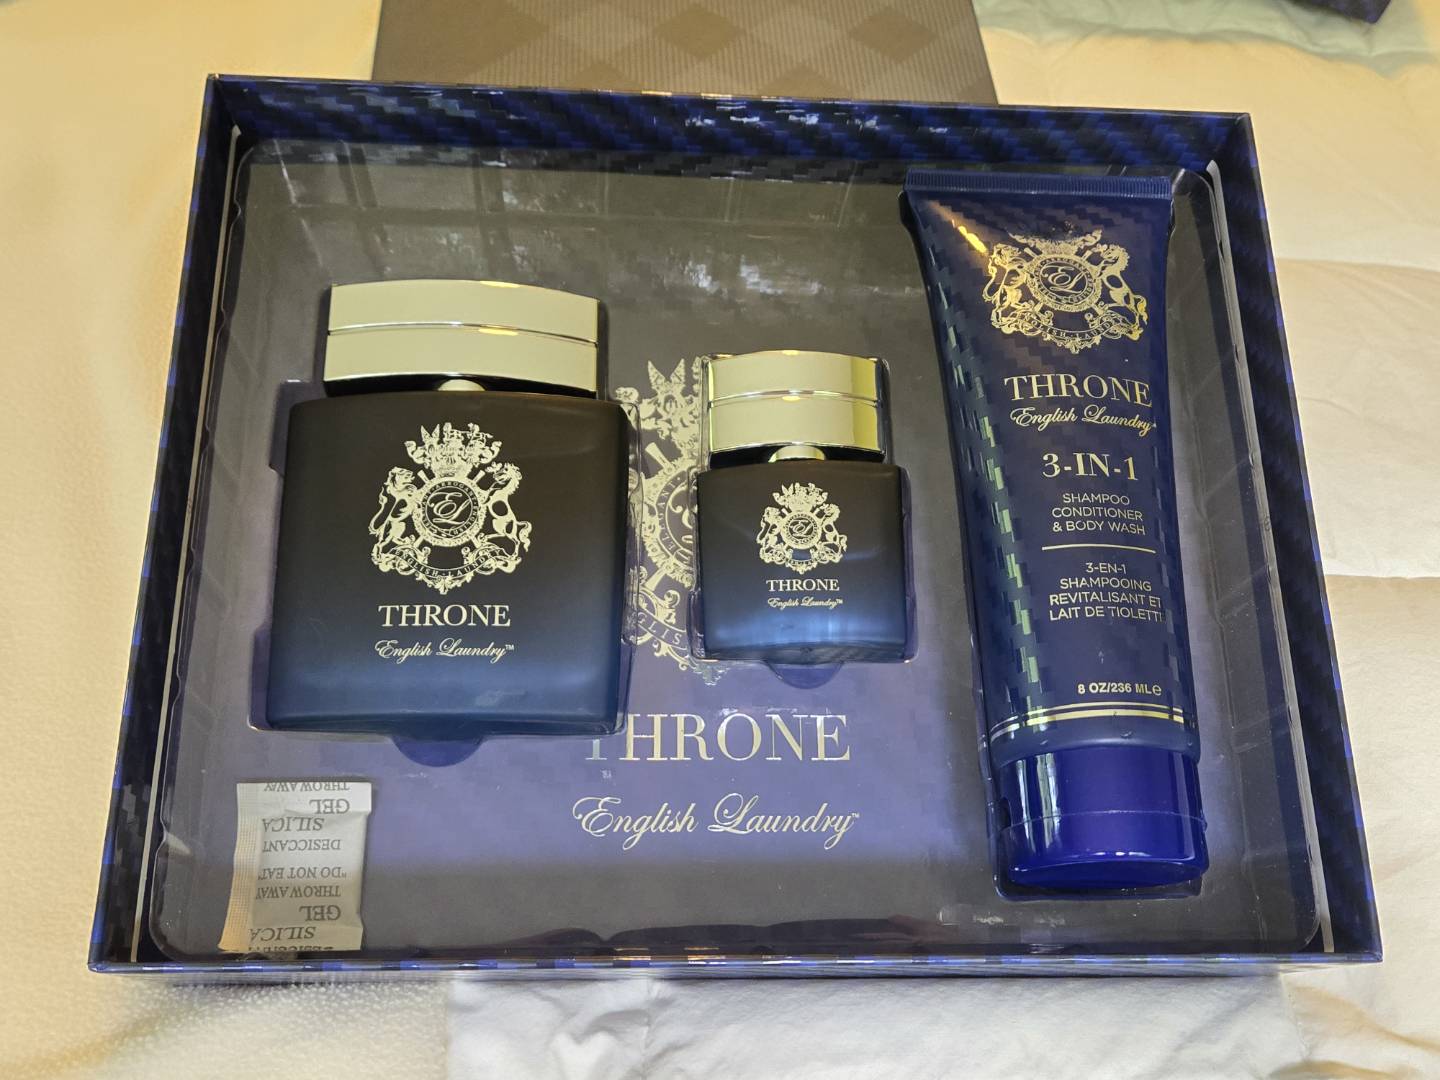 THRONE
English Laundry™
THRONE
English Laundry™
THRONE
English Laundry™
THRONE
English Laundry
3-IN-1
SHAMPOO
CONDITIONER
& BODY WASH
3-EN-1
SHAMPOOING
REVITALISANT ET
LAIT DE TIOLETTE
8 OZ/236 ML℮
THROW AWAY
GEL
SILICA
DESICCANT
"DO NOT EAT
THROW AWAY
GEL
SILICA